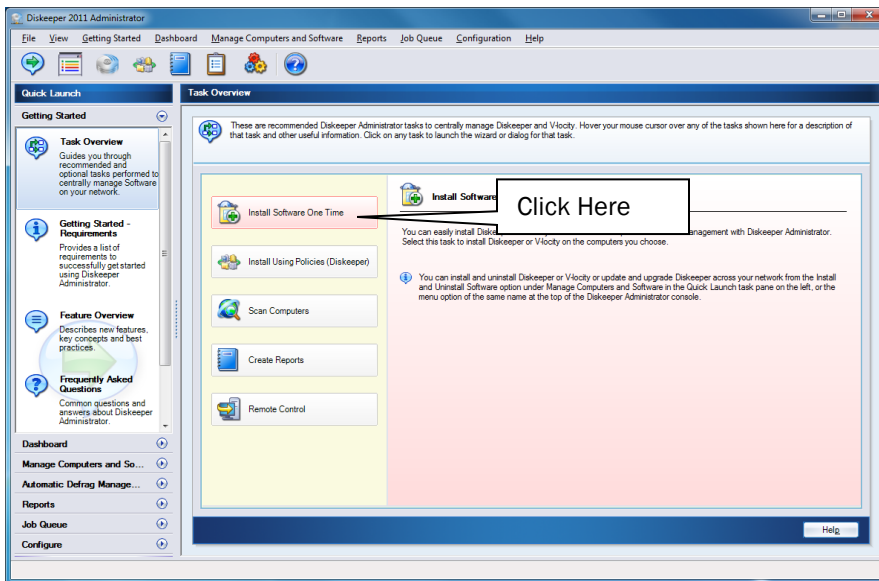 Diskeeper 2011 Administrator
File View Getting Started Dashboard Manage Computers and Software Reports Job Queue Configuration Help
Quick Launch
Getting Started
Task Overview
Guides you through
recommended and
optional tasks performed to
centrally manage Software
on your network.
Getting Started -
Requirements
Provides a list of
requirements to
successfully get started
using Diskeeper
Administrator.
Feature Overview
Describes new features,
key concepts and best
practices.
Frequently Asked
Questions
Common questions and
answers about Diskeeper
Administrator.
Dashboard
Manage Computers and So...
Automatic Defrag Manage...
Reports
Job Queue
Configure
Task Overview
These are recommended Diskeeper Administrator tasks to centrally manage Diskeeper and V-locity. Hover your mouse cursor over any of the tasks shown here for a description of
that task and other useful information. Click on any task to launch the wizard or dialog for that task.
Install Software One Time
Install Using Policies (Diskeeper)
Scan Computers
Create Reports
Remote Control
Install Software
Click Here
You can easily install Diske anagement with Diskeeper Administrator.
Select this task to install Diskeeper or V-locity on the computers you choose.
You can install and uninstall Diskeeper or V-locity or update and upgrade Diskeeper across your network from the Install
and Uninstall Software option under Manage Computers and Software in the Quick Launch task pane on the left, or the
menu option of the same name at the top of the Diskeeper Administrator console.
Help